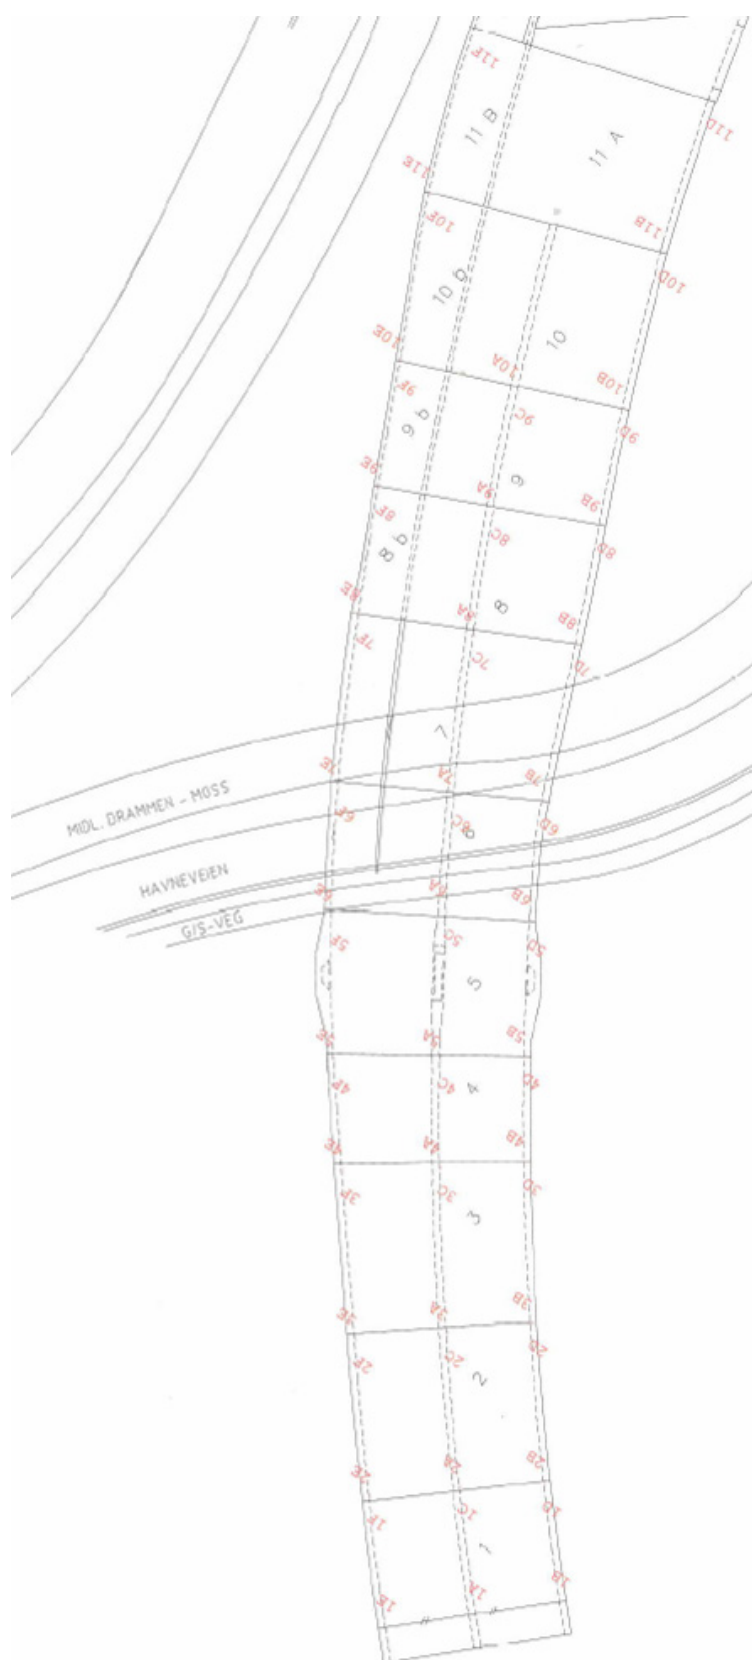 11F
11 B
11D
11 A
11E
10F
11B
10D
10 b
10
10E
10A
10B
9F
9C
9D
9 b
9E
9A
9
9B
8F
8C
8D
8 b
8E
8A
8
8B
7F
7C
7D
7
7E
7A
7B
MIDL. DRAMMEN - MOSS
6F
6C
6D
6
HAVNEVEIEN
6E
6A
6B
G/S-VEG
5F
5C
5D
5
5E
5A
5B
4F
4C
4D
4
4E
4A
4B
3F
3C
3D
3
3E
3A
3B
2F
2C
2D
2
2E
2A
2B
1F
1C
1D
1
1E
1A
1B